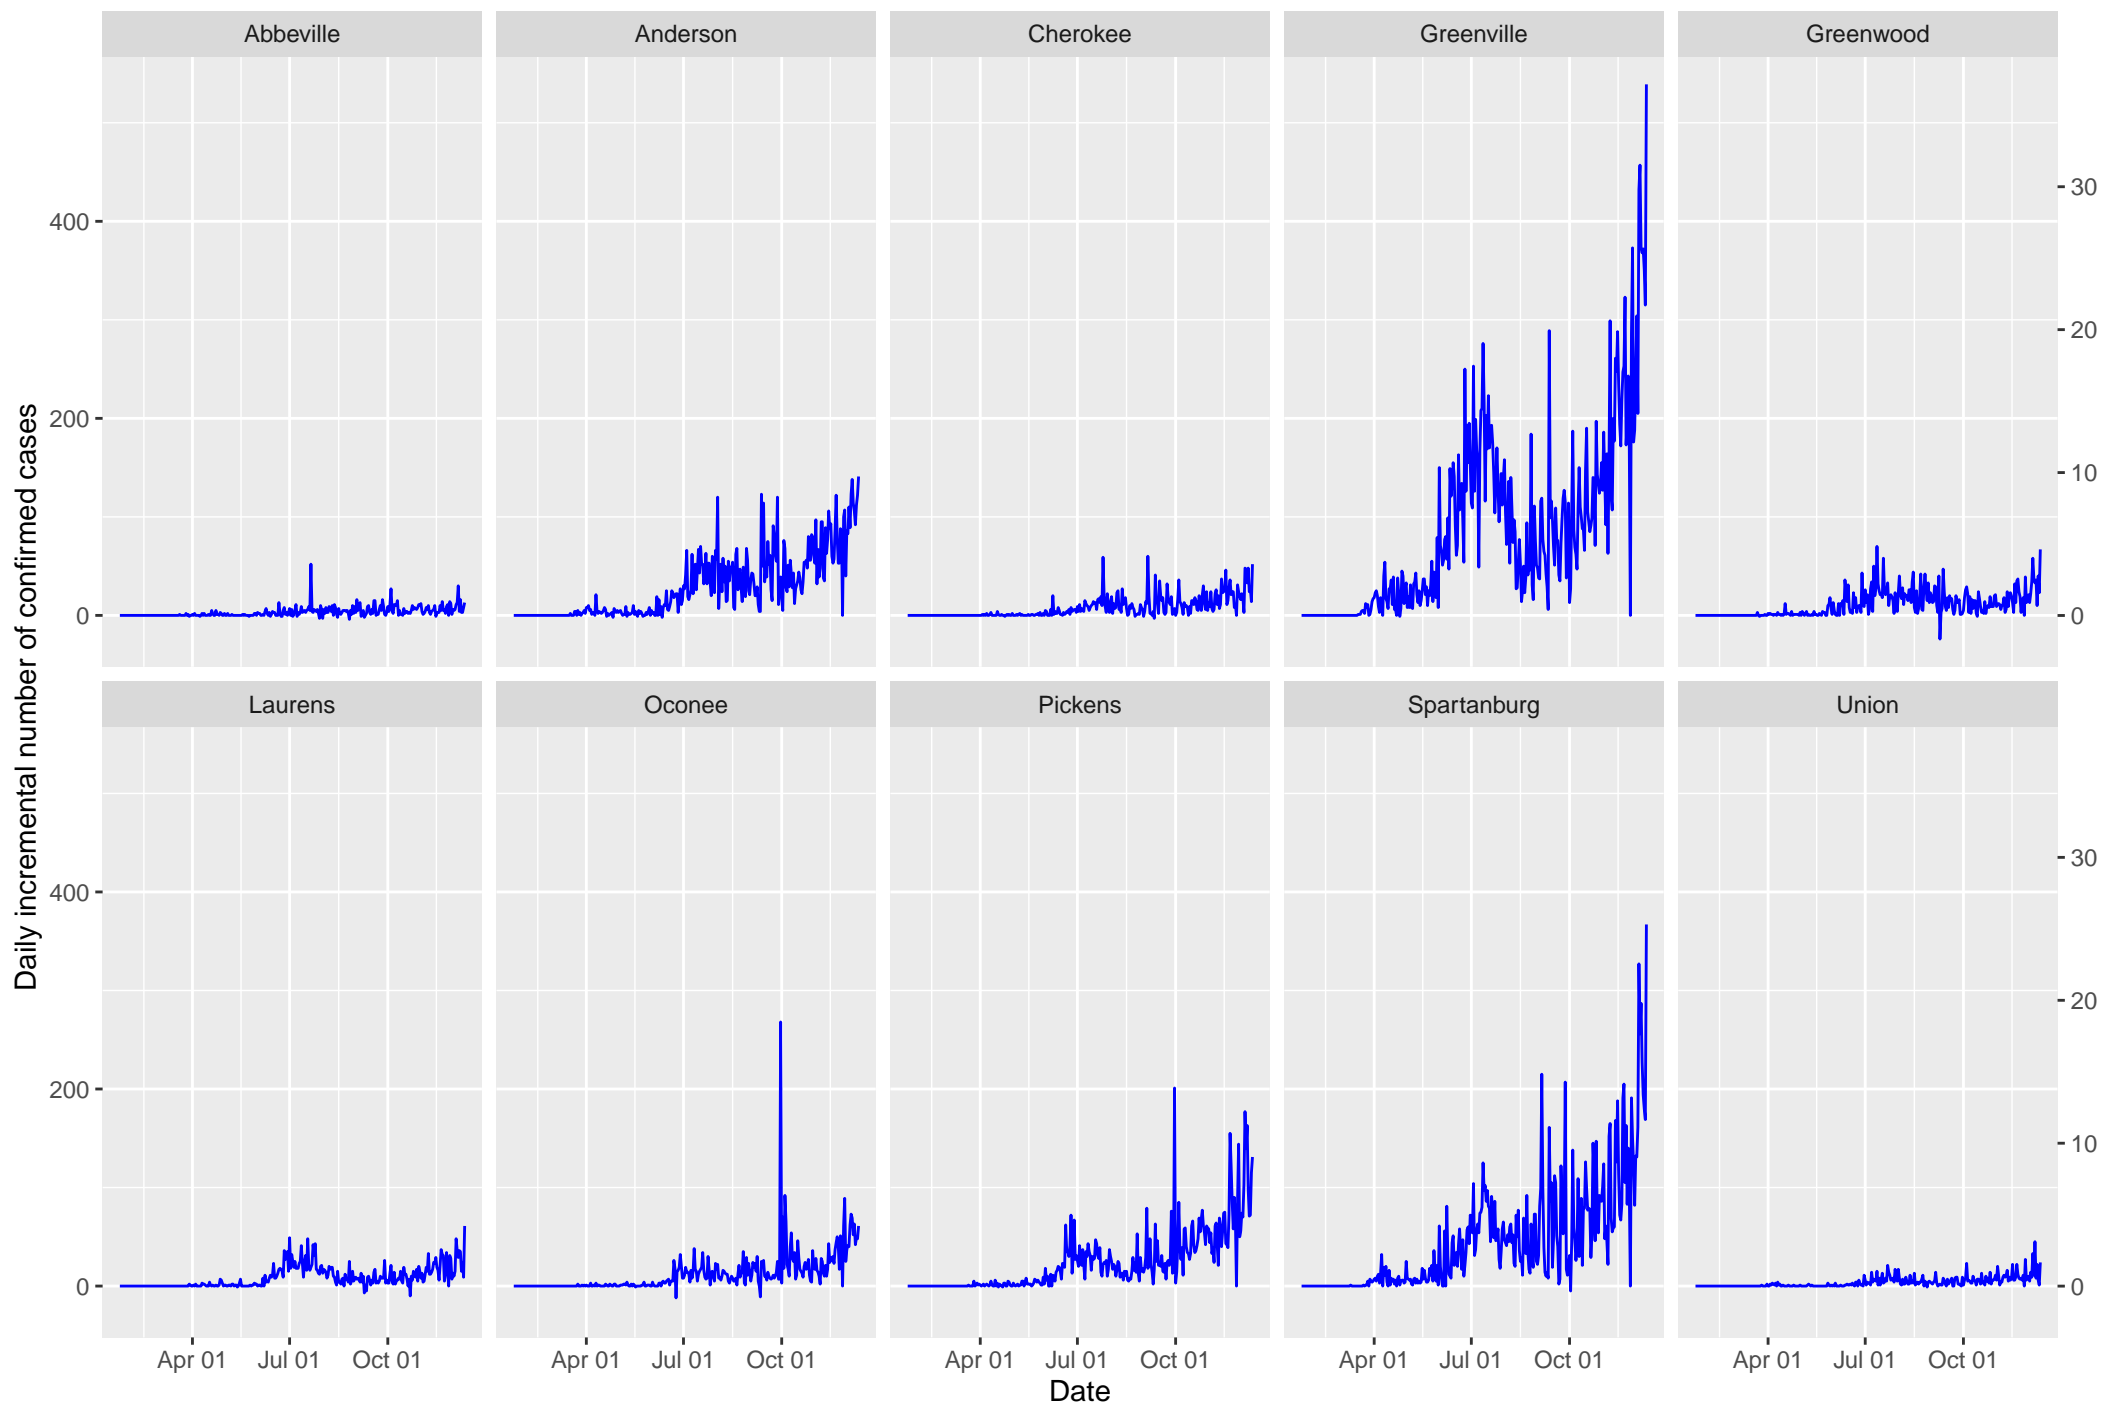 Abbeville Anderson Cherokee Greenville Greenwood
400
200
0
30
20
10
0
Laurens Oconee Pickens Spartanburg Union
400
200
0
30
20
10
0
Apr 01 Jul 01 Oct 01 Apr 01 Jul 01 Oct 01 Apr 01 Jul 01 Oct 01 Apr 01 Jul 01 Oct 01 Apr 01 Jul 01 Oct 01
Date
Daily incremental number of confirmed cases